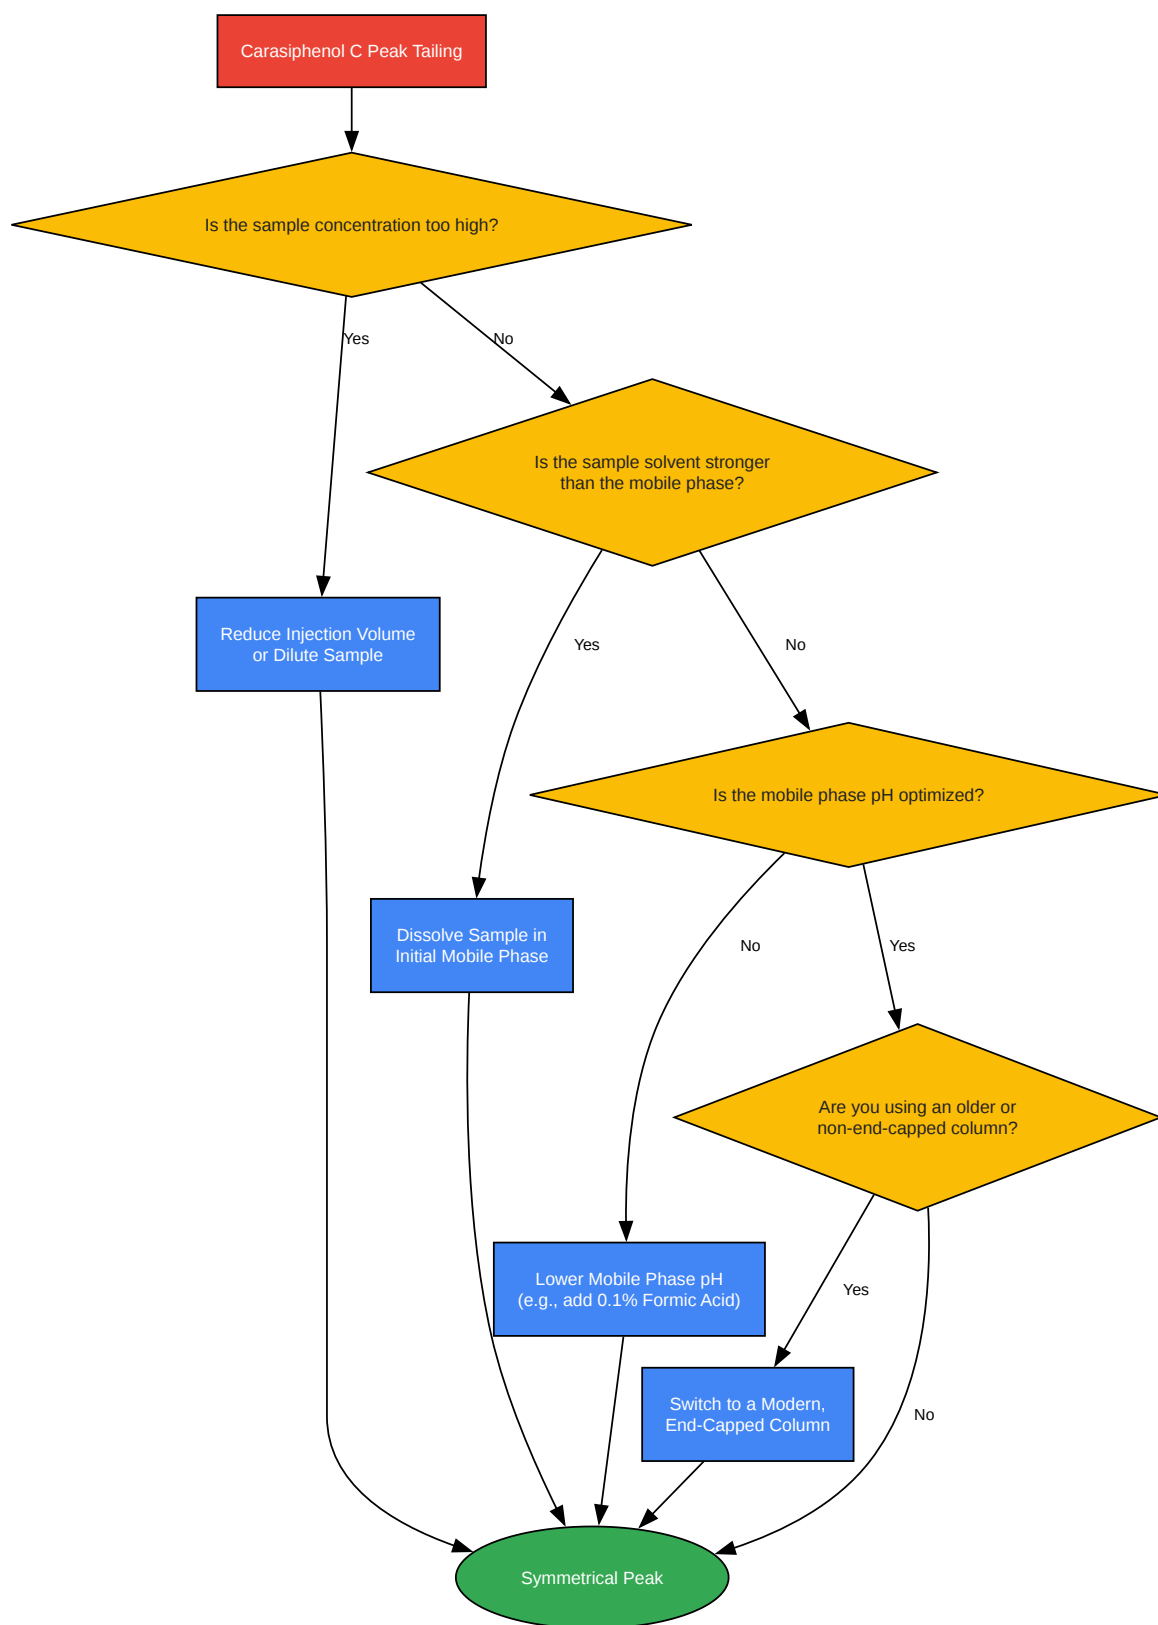 Carasiphenol C Peak Tailing
Is the sample concentration too high?
Yes
No
Is the sample solvent stronger
than the mobile phase?
Reduce Injection Volume
or Dilute Sample
Yes
No
Is the mobile phase pH optimized?
Dissolve Sample in
Initial Mobile Phase
No
Yes
Are you using an older or
non-end-capped column?
Lower Mobile Phase pH
(e.g., add 0.1% Formic Acid)
Yes
Switch to a Modern,
End-Capped Column
No
Symmetrical Peak